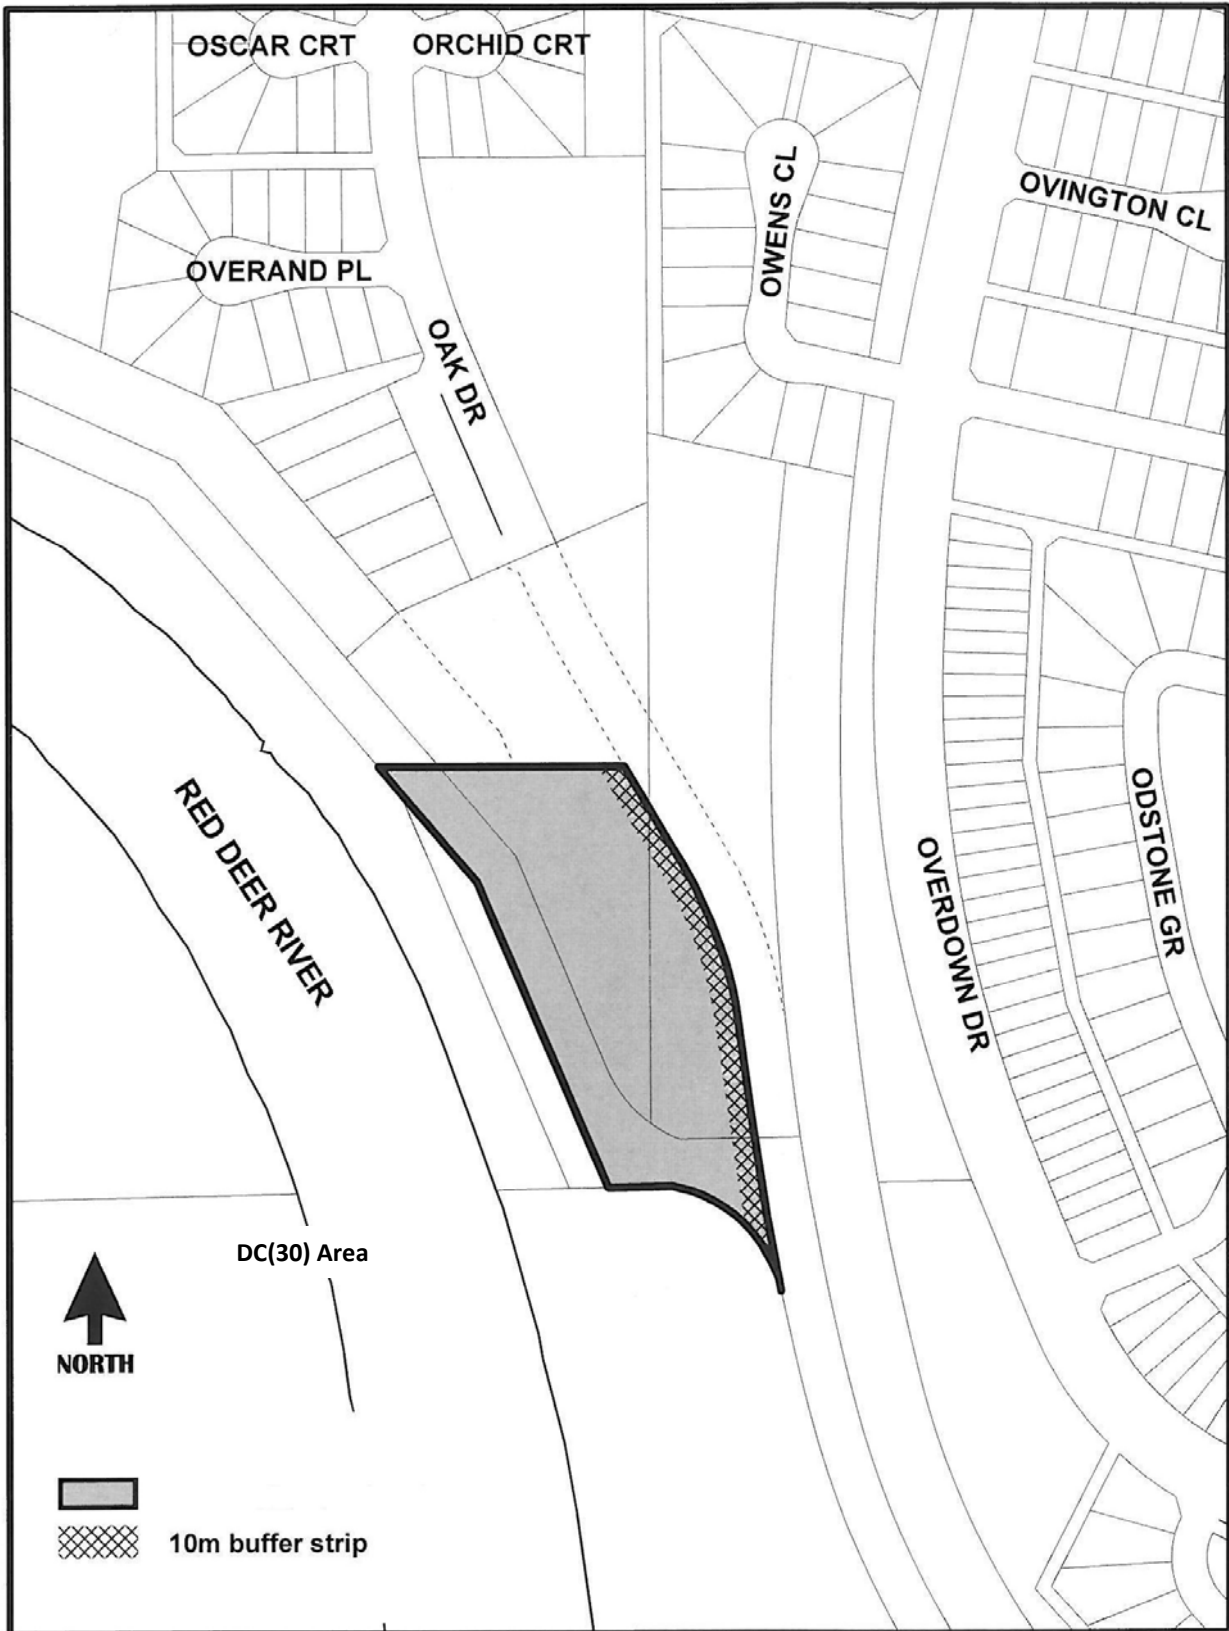 OSCAR CRT
ORCHID CRT
OWENS CL
OVINGTON CL
OVERAND PL
OAK DR
RED DEER RIVER
OVERDOWN DR
ODSTONE GR
DC(30) Area
NORTH
10m buffer strip